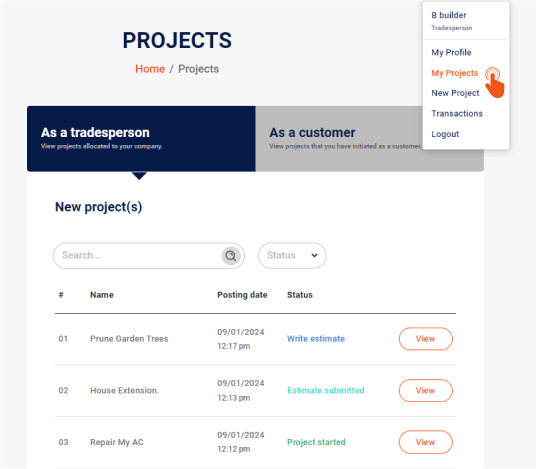 B builder
Tradesperson
My Profile
My Projects
New Project
Transactions
Logout
PROJECTS
Home / Projects
As a tradesperson
View projects allocated to your company.
As a customer
View projects that you have initiated as a customer.
New project(s)
Search...
Status
# Name Posting date Status
01 Prune Garden Trees 09/01/2024 12:17 pm Write estimate View
02 House Extension. 09/01/2024 12:13 pm Estimate submitted View
03 Repair My AC 09/01/2024 12:12 pm Project started View